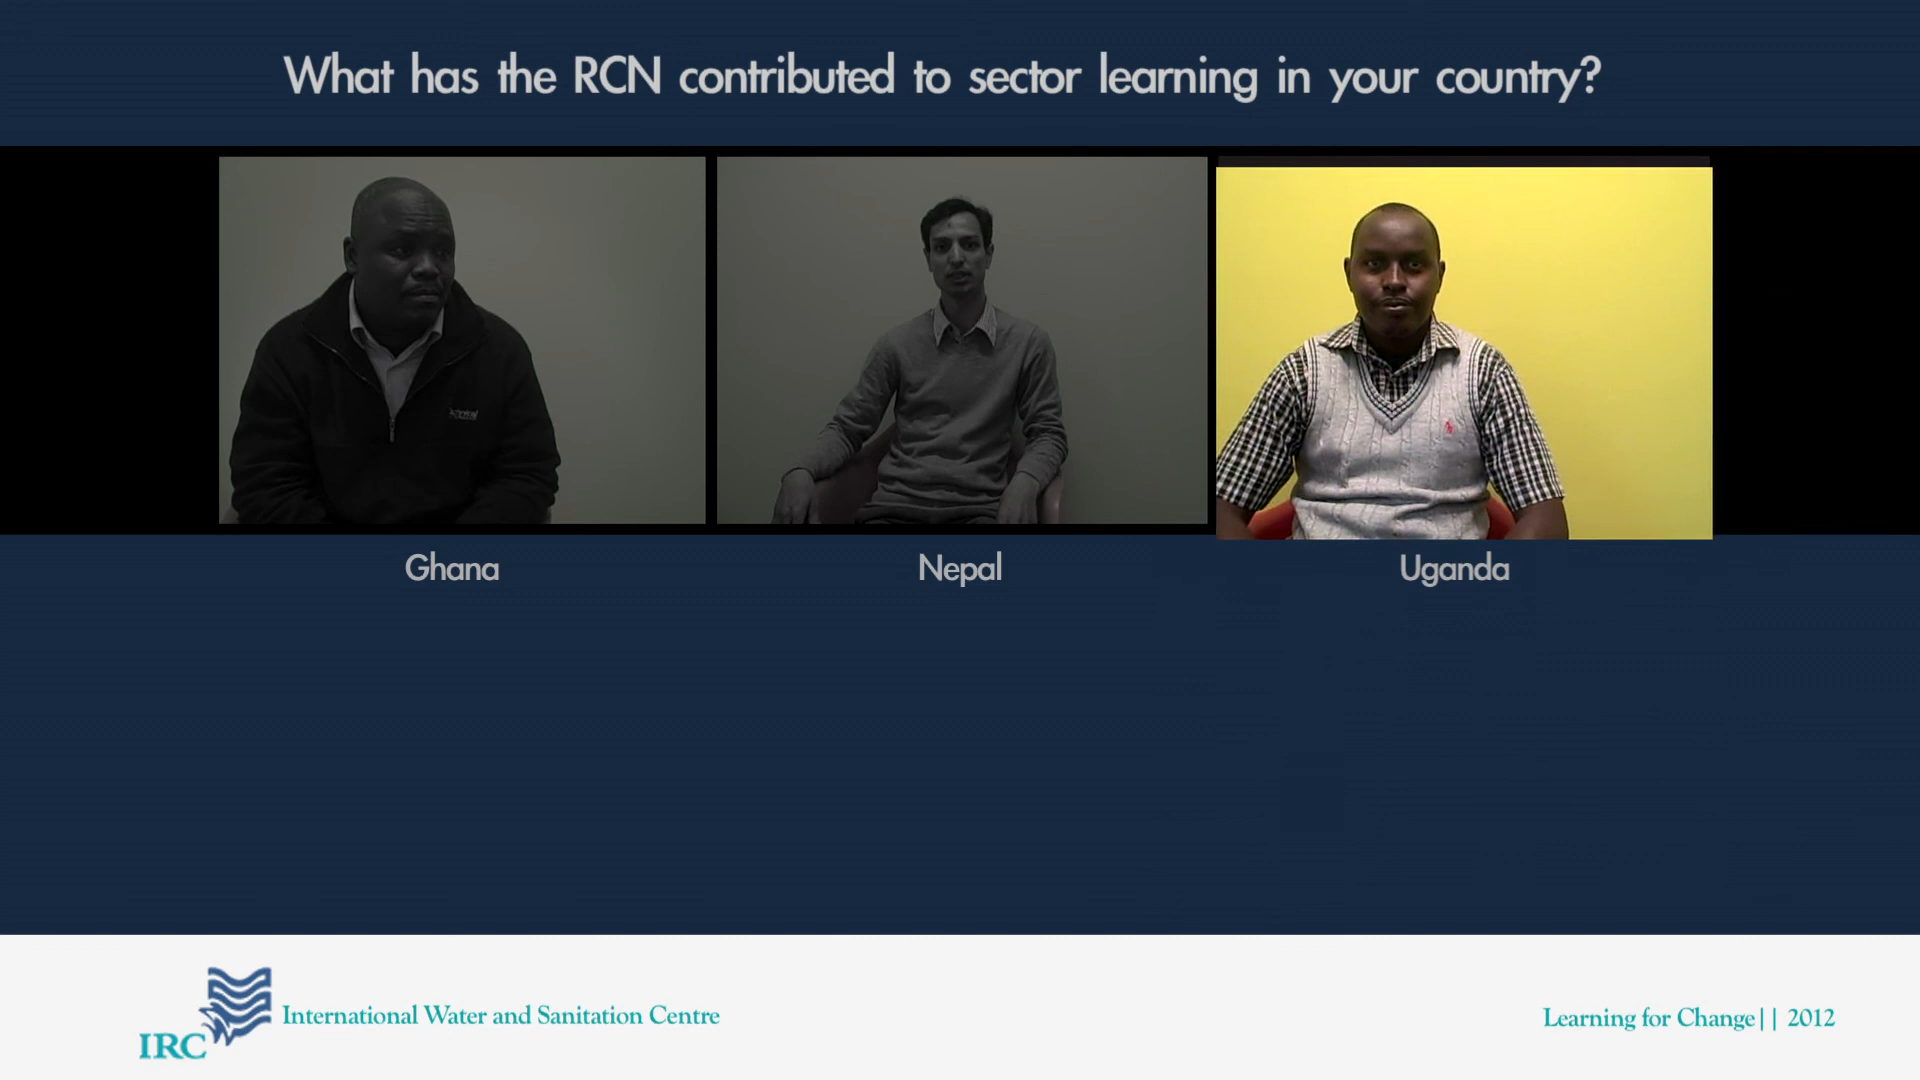 What has the RCN contributed to sector learning in your country?
Ghana
Nepal
Uganda
IRC
International Water and Sanitation Centre
Learning for Change|| 2012